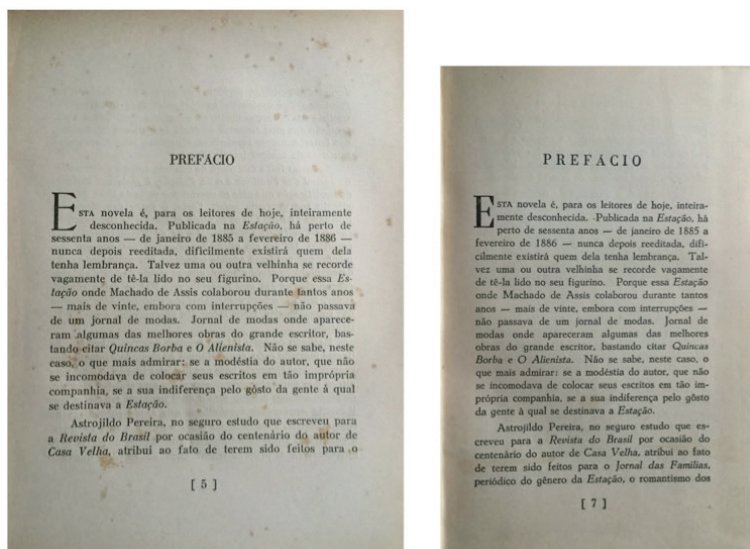 PREFACIO
ESTA novela é, para os leitores de hoje, inteiramente
desconhecida. Publicada na Estação, há perto de
sessenta anos — de janeiro de 1885 a fevereiro de 1886 —
nunca depois reeditada, dificilmente existirá quem dela
tenha lembrança. Talvez uma ou outra velhinha se recorde
vagamente de tê-la lido no seu figurino. Porque essa Es-
tação onde Machado de Assis colaborou durante tantos anos
— mais de vinte, embora com interrupções — não passava
de um jornal de modas. Jornal de modas onde aparece-
ram algumas das melhores obras do grande escritor, bas-
tando citar Quincas Borba e O Alienista. Não se sabe, neste
caso, o que mais admirar: se a modéstia do autor, que não
se incomodava de colocar seus escritos em tão imprópria
companhia, se a sua indiferença pelo gôsto da gente á qual
se destinava a Estação.
Astrojildo Pereira, no seguro estudo que escreveu para
a Revista do Brasil por ocasião do centenário do autor de
Casa Velha, atribui ao fato de terem sido feitos para o
[ 5 ]
PREFÁCIO
ESTA novela é, para os leitores de hoje, inteira-
mente desconhecida. Publicada na Estação, há
perto de sessenta anos — de janeiro de 1885 a
fevereiro de 1886 — nunca depois reeditada, difi-
cilmente existirá quem dela tenha lembrança. Tal-
vez uma ou outra velhinha se recorde vagamente
de tê-la lido no seu figurino. Porque essa Estação
onde Machado de Assis colaborou durante tantos
anos — mais de vinte, embora com interrupções —
não passava de um jornal de modas. Jornal de
modas onde apareceram algumas das melhores
obras do grande escritor, bastando citar Quincas
Borba e O Alienista. Não se sabe, neste caso, o
que mais admirar: se a modéstia do autor, que não
se incomodava de colocar seus escritos em tão im-
própria companhia, se a sua indiferença pelo gôsto
da gente à qual se destinava a Estação.
Astrojildo Pereira, no seguro estudo que es-
creveu para a Revista do Brasil por ocasião do
centenário do autor de Casa Velha, atribui ao fato
de terem sido feitos para o Jornal das Famílias,
periódico do gênero da Estação, o romantismo dos
[ 7 ]